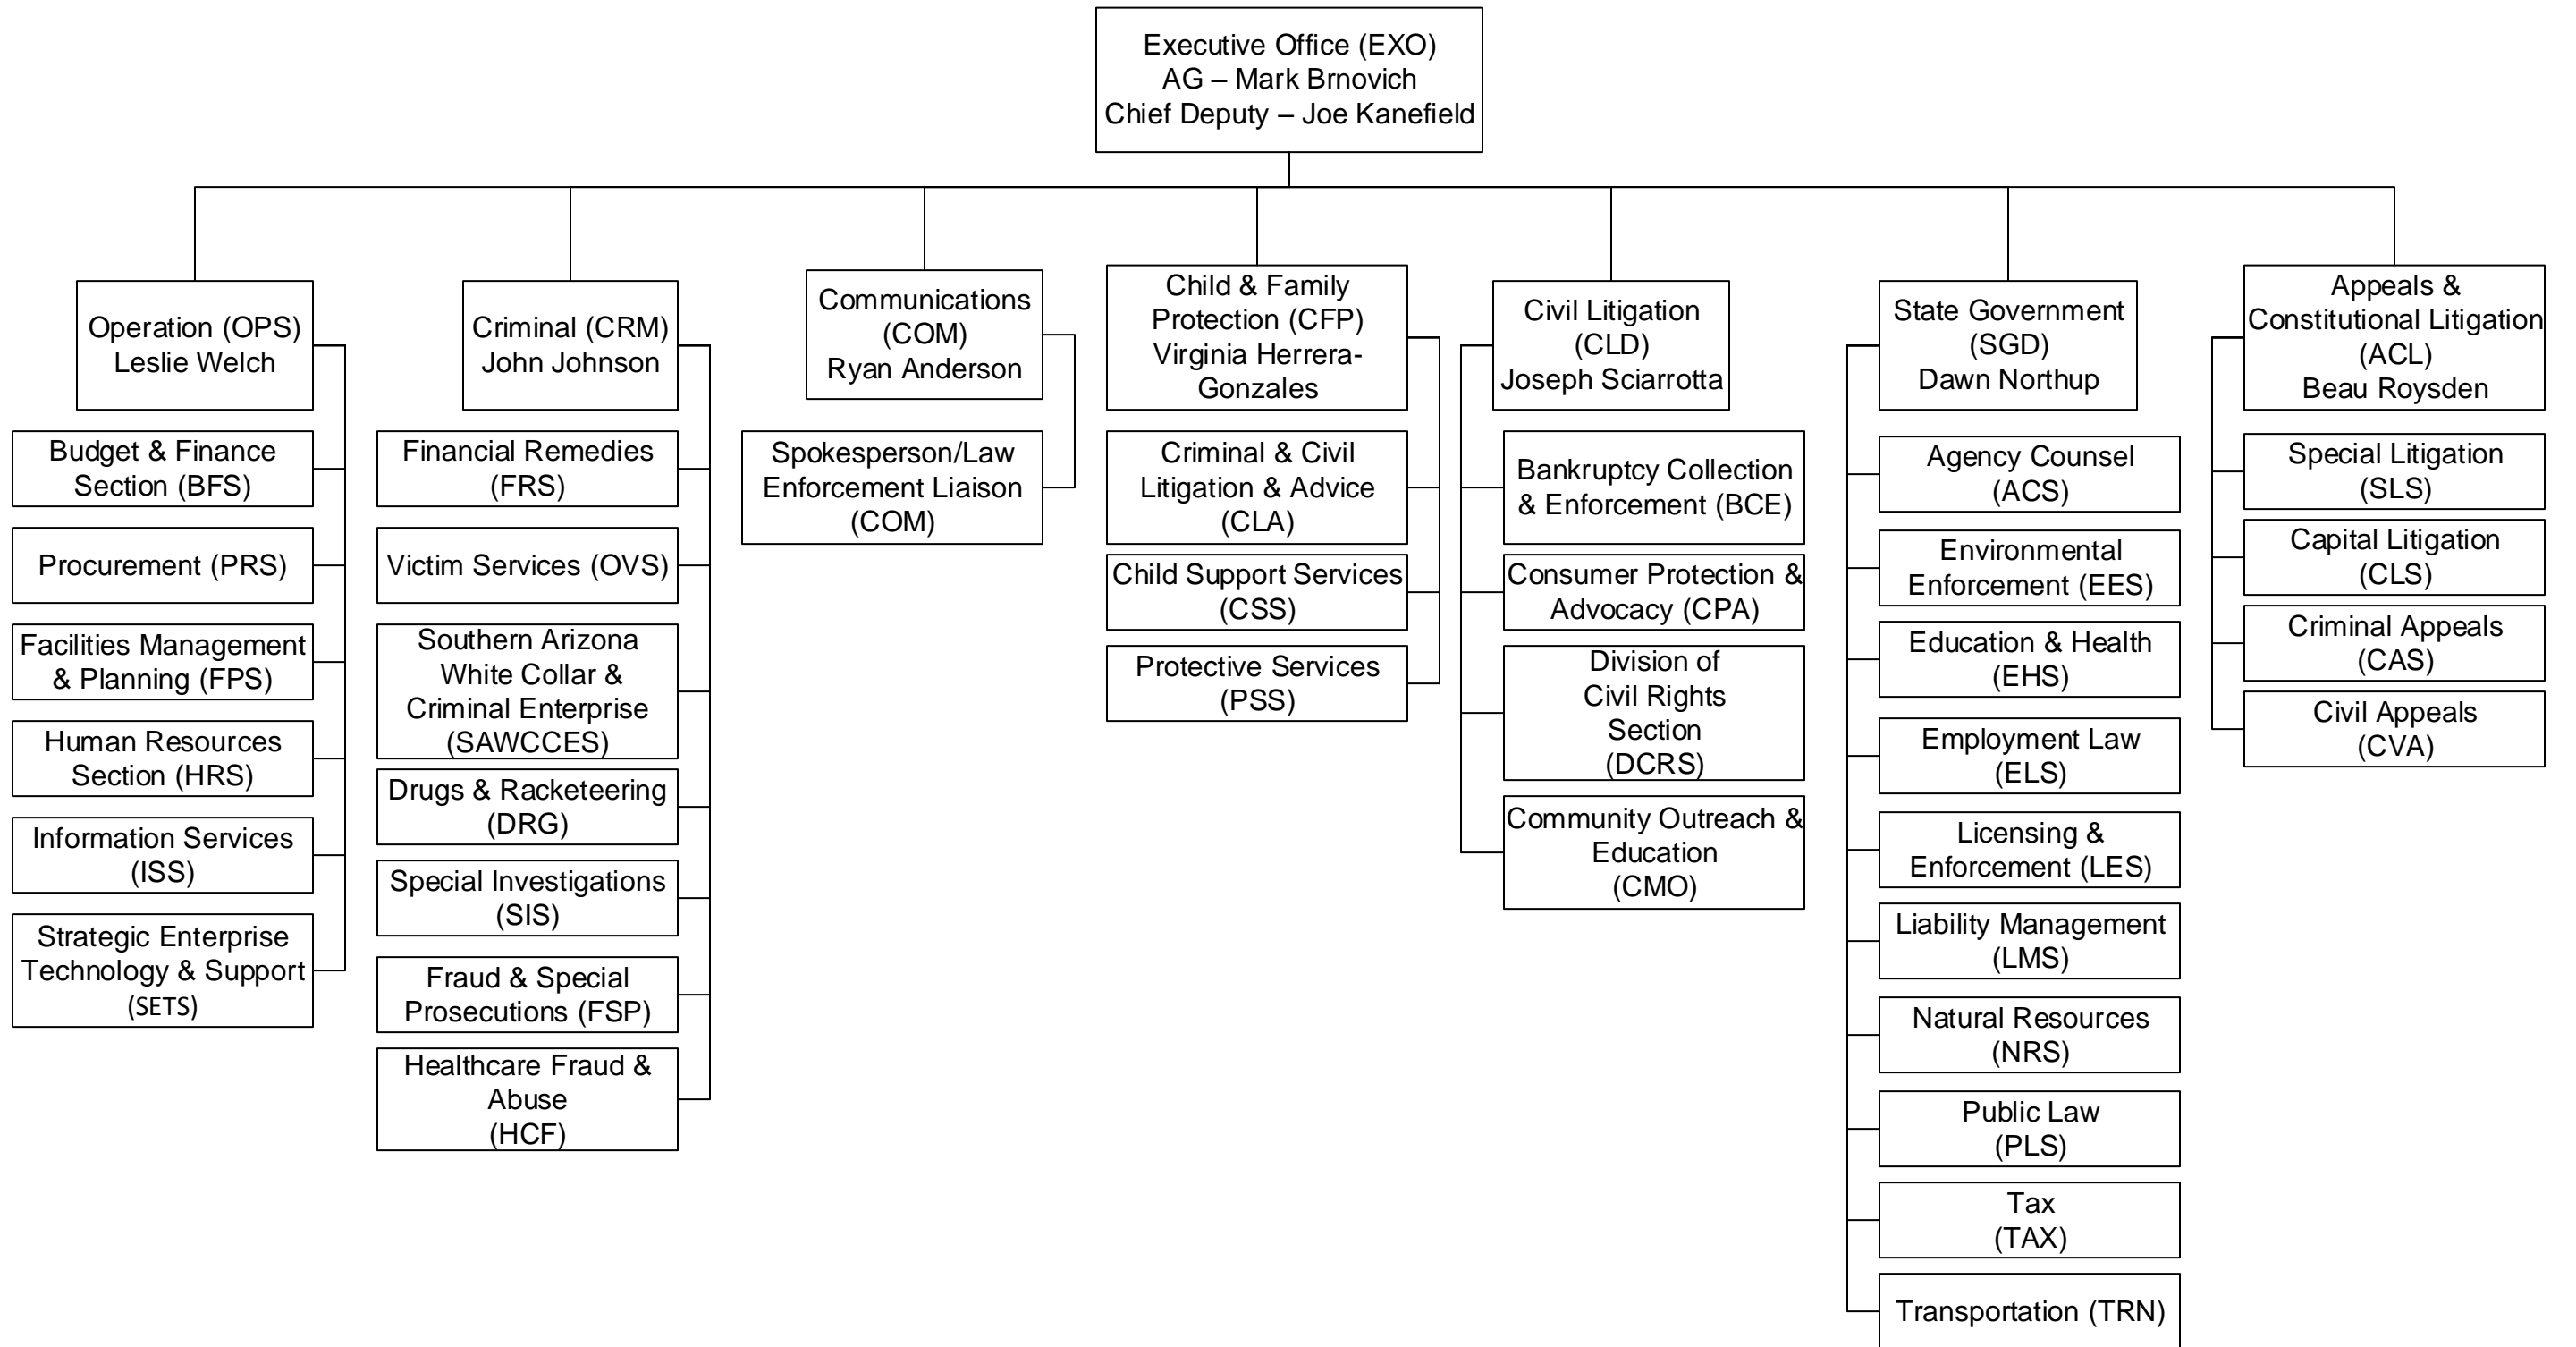 Executive Office (EXO)
AG – Mark Brnovich
Chief Deputy – Joe Kanefield
Operation (OPS)
Leslie Welch
Budget & Finance
Section (BFS)
Procurement (PRS)
Facilities Management
& Planning (FPS)
Human Resources
Section (HRS)
Information Services
(ISS)
Strategic Enterprise
Technology & Support
(SETS)
Criminal (CRM)
John Johnson
Financial Remedies
(FRS)
Victim Services (OVS)
Southern Arizona
White Collar &
Criminal Enterprise
(SAWCCES)
Drugs & Racketeering
(DRG)
Special Investigations
(SIS)
Fraud & Special
Prosecutions (FSP)
Healthcare Fraud &
Abuse
(HCF)
Communications
(COM)
Ryan Anderson
Spokesperson/Law
Enforcement Liaison
(COM)
Child & Family
Protection (CFP)
Virginia Herrera-
Gonzales
Criminal & Civil
Litigation & Advice
(CLA)
Child Support Services
(CSS)
Protective Services
(PSS)
Civil Litigation
(CLD)
Joseph Sciarrotta
Bankruptcy Collection
& Enforcement (BCE)
Consumer Protection &
Advocacy (CPA)
Division of
Civil Rights
Section
(DCRS)
Community Outreach &
Education
(CMO)
State Government
(SGD)
Dawn Northup
Agency Counsel
(ACS)
Environmental
Enforcement (EES)
Education & Health
(EHS)
Employment Law
(ELS)
Licensing &
Enforcement (LES)
Liability Management
(LMS)
Natural Resources
(NRS)
Public Law
(PLS)
Tax
(TAX)
Transportation (TRN)
Appeals &
Constitutional Litigation
(ACL)
Beau Roysden
Special Litigation
(SLS)
Capital Litigation
(CLS)
Criminal Appeals
(CAS)
Civil Appeals
(CVA)